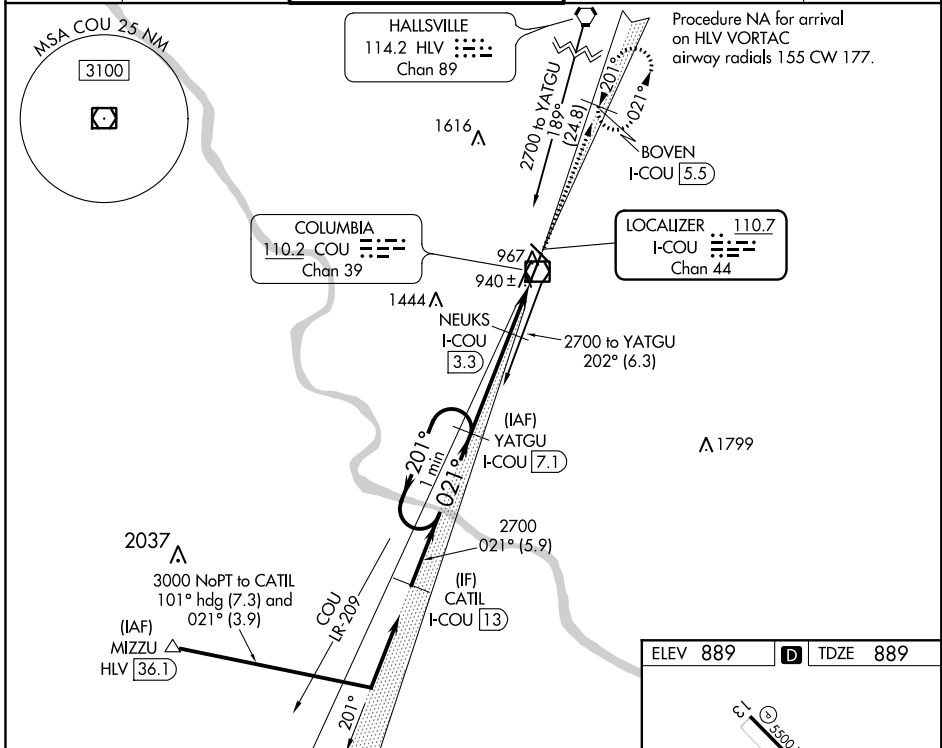 MSA COU 25 NM
3100
HALLSVILLE
114.2 HLV
Chan 89
Procedure NA for arrival
on HLV VORTAC
airway radials 155 CW 177.
2700 to YATGU
189°
(24.8)
201°
021°
1616
BOVEN
I-COU 5.5
COLUMBIA
110.2 COU
Chan 39
LOCALIZER 110.7
I-COU
Chan 44
967
940 ±
1444
NEUKS
I-COU
3.3
2700 to YATGU
202° (6.3)
(IAF)
YATGU
I-COU 7.1
1799
201°
1 min
021°
2700
021° (5.9)
2037
3000 NoPT to CATIL
101° hdg (7.3) and
021° (3.9)
(IF)
CATIL
I-COU 13
COU
LR-209
(IAF)
MIZZU
HLV 36.1
201°
ELEV 889
D
TDZE 889
13
P
5500